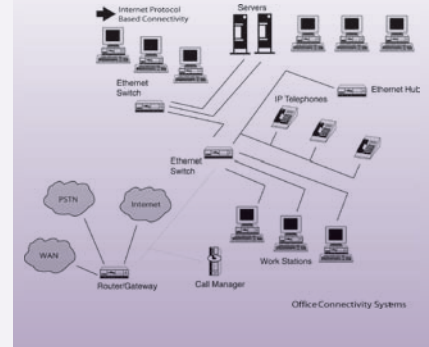 Internet Protocol
Based Connectivity
Servers
Ethernet
Switch
Ethernet Hub
IP Telephones
Ethernet
Switch
PSTN
Internet
WAN
Work Stations
Router/Gateway
Call Manager
Office Connectivity Systems